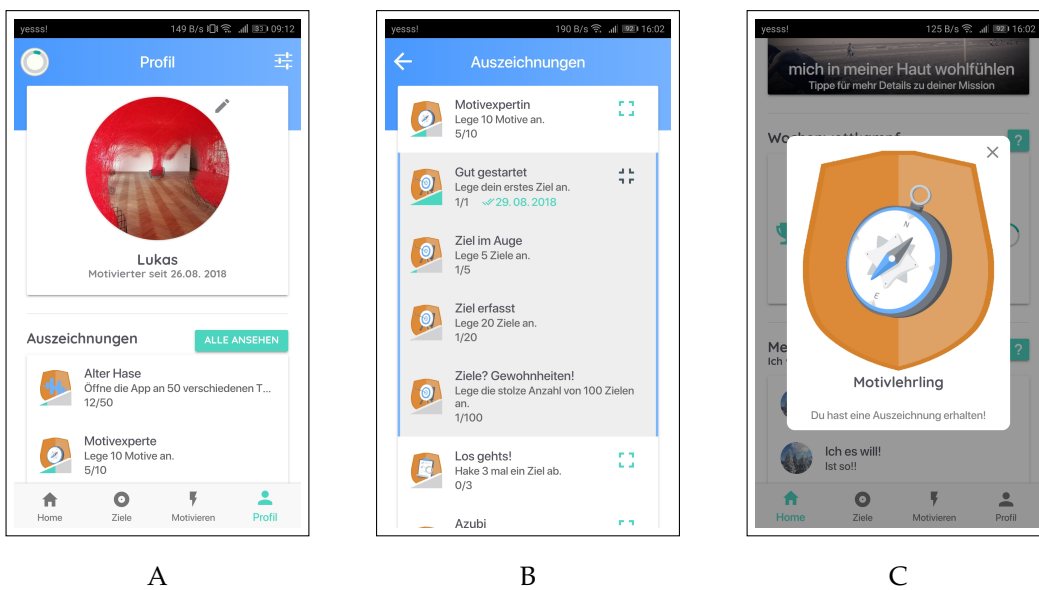 yesss!
149 B/s 83 09:12
Profil
Lukas
Motivierter seit 26.08. 2018
Auszeichnungen
ALLE ANSEHEN
Alter Hase
Öffne die App an 50 verschiedenen T...
12/50
Motivexperte
Lege 10 Motive an.
5/10
Home Ziele Motivieren Profil
A
yesss!
190 B/s 92 16:02
Auszeichnungen
Motivexpertin
Lege 10 Motive an.
5/10
Gut gestartet
Lege dein erstes Ziel an.
1/1 29. 08. 2018
Ziel im Auge
Lege 5 Ziele an.
1/5
Ziel erfasst
Lege 20 Ziele an.
1/20
Ziele? Gewohnheiten!
Lege die stolze Anzahl von 100 Zielen
an.
1/100
Los gehts!
Hake 3 mal ein Ziel ab.
0/3
Azubi
B
yesss!
125 B/s 92 16:02
mich in meiner Haut wohlfühlen
Tippe für mehr Details zu deiner Mission
?
N
E
Motivlehrling
Du hast eine Auszeichnung erhalten!
Me
Ich
?
Ich es will!
Ist so!!
Home Ziele Motivieren Profil
C